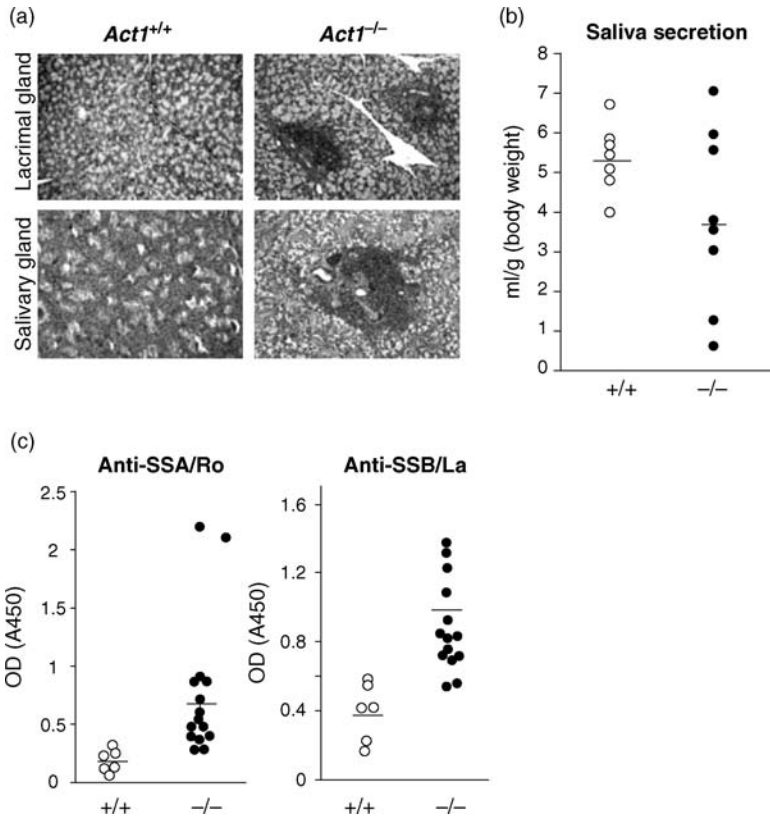 (a)
Act1+/+
Act1–/–
Lacrimal gland
Salivary gland
(b)
Saliva secretion
ml/g (body weight)
8
7
6
5
4
3
2
1
0
+/+
–/–
(c)
Anti-SSA/Ro
OD (A450)
2.5
2
1.5
1
0.5
0
+/+
–/–
Anti-SSB/La
OD (A450)
1.6
1.2
0.8
0.4
0
+/+
–/–